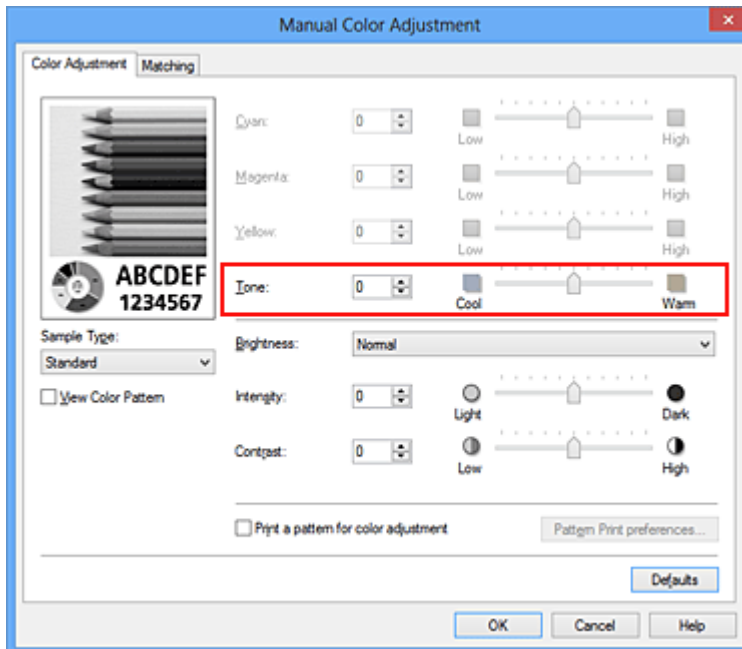 Manual Color Adjustment
Color Adjustment
Matching
ABCDEF
1234567
Sample Type:
Standard
View Color Pattern
Cyan: 0
Low High
Magenta: 0
Low High
Yellow: 0
Low High
Tone: 0
Cool Warm
Brightness: Normal
Intensity: 0
Light Dark
Contrast: 0
Low High
Print a pattern for color adjustment
Pattern Print preferences...
Defaults
OK Cancel Help